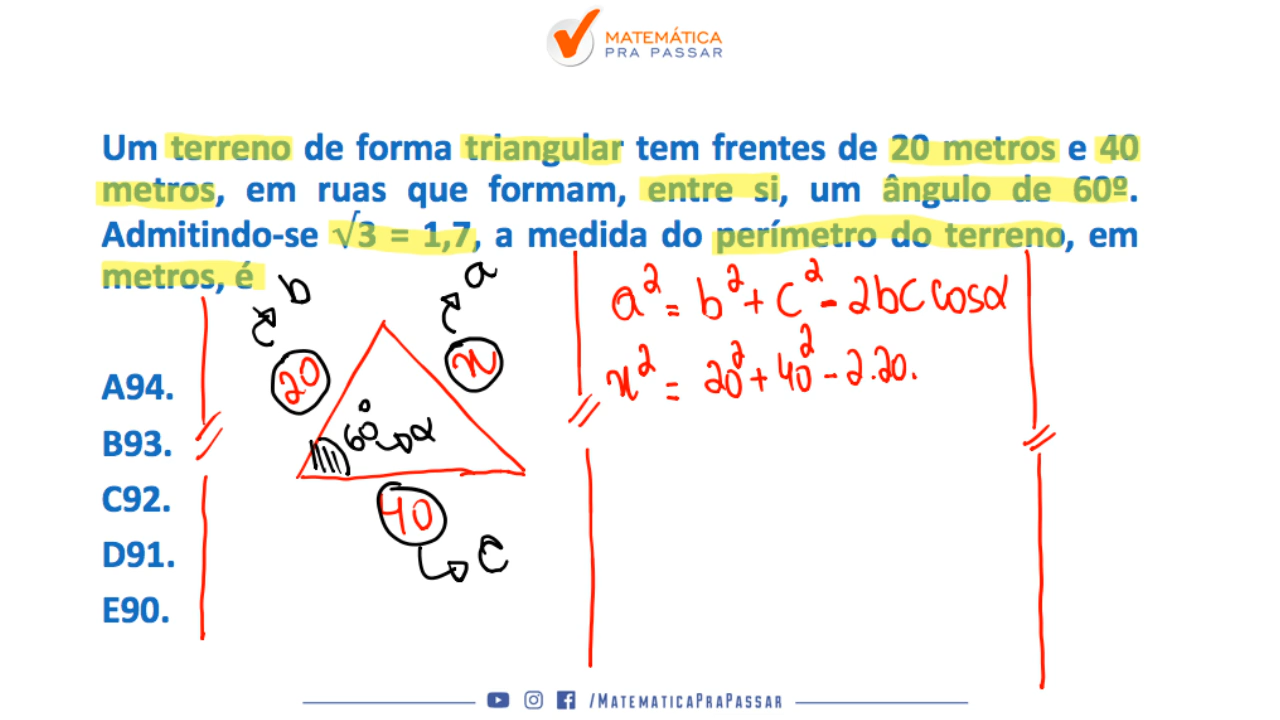 MATEMÁTICA
PRA PASSAR
Um terreno de forma triangular tem frentes de 20 metros e 40
metros, em ruas que formam, entre si, um ângulo de 60º.
Admitindo-se √3 = 1,7, a medida do perímetro do terreno, em
metros, é
b
a
a² = b² + c² - 2bc cosα
20
x
x² = 20² + 40² - 2.20.
A94.
60° α
B93.
C92.
40
c
D91.
E90.
/MATEMATICAPRAPASSAR